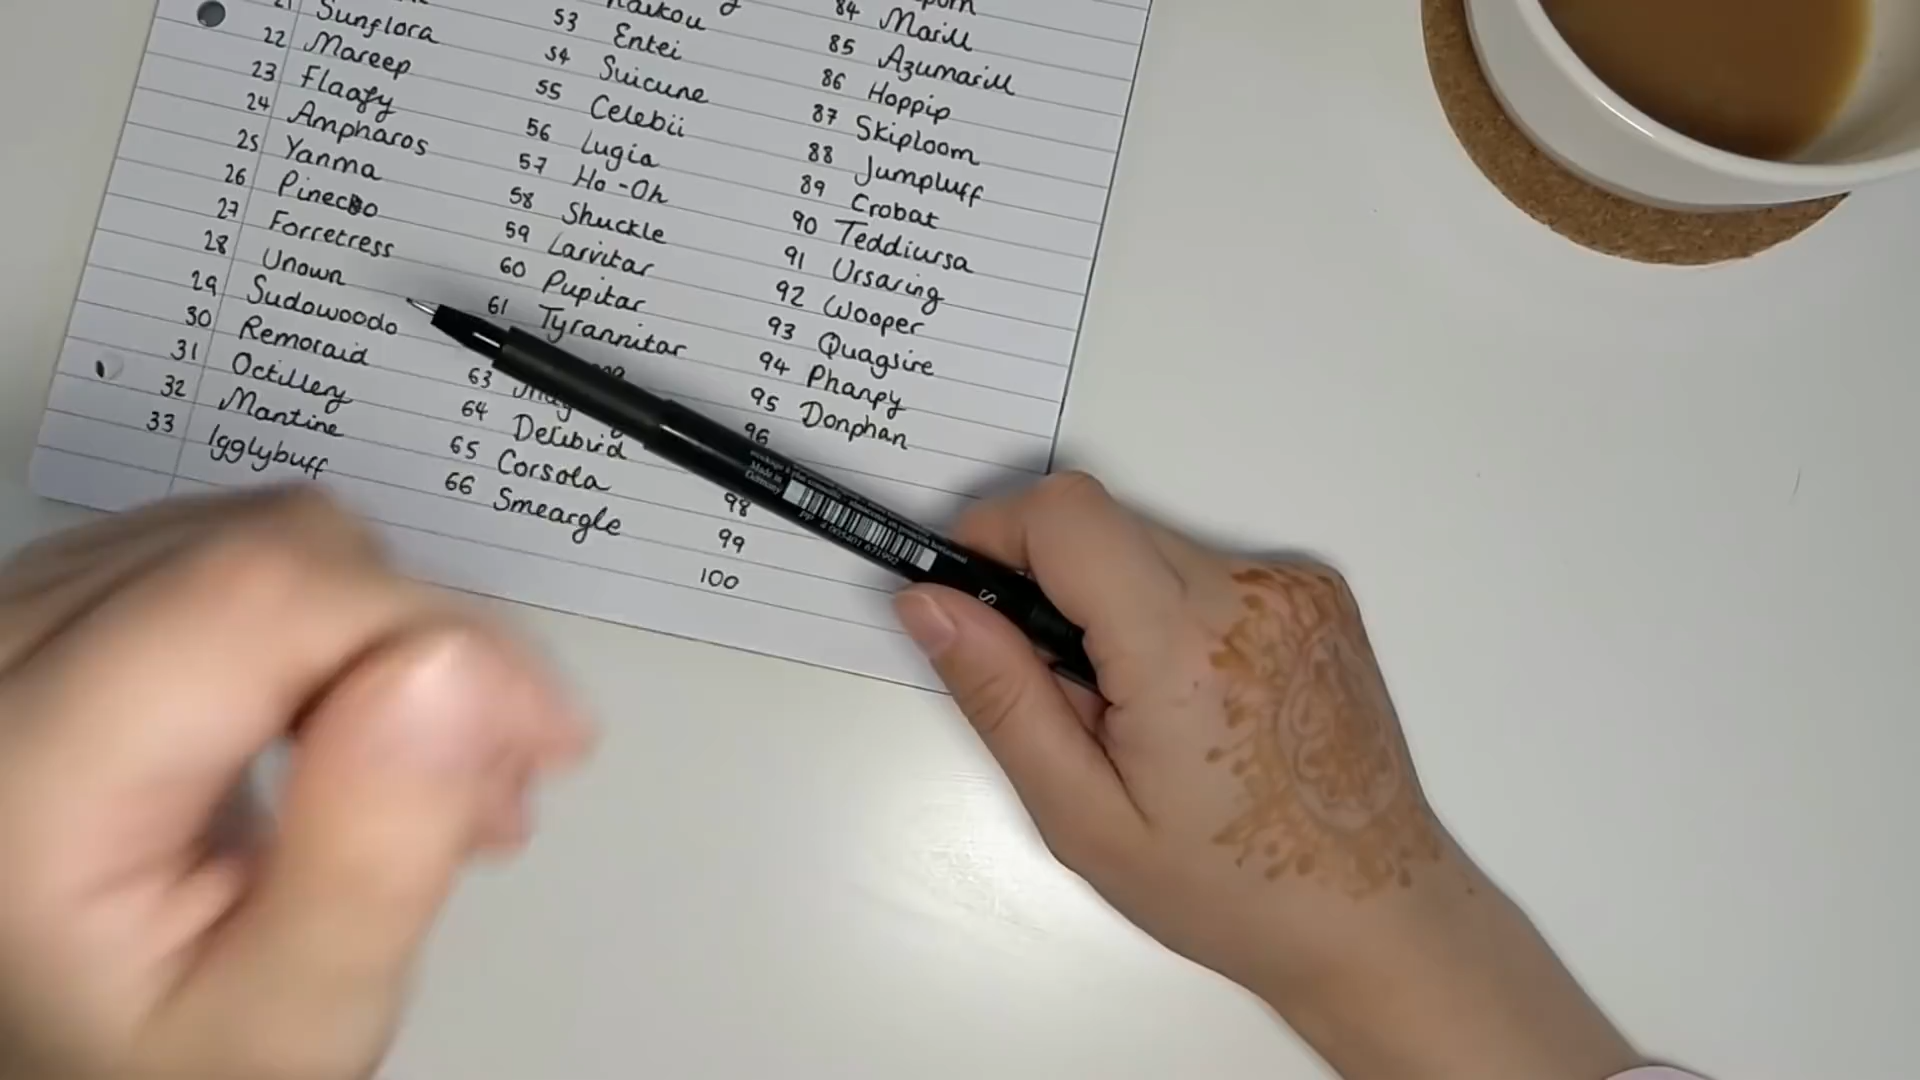 21 Sunflora
22 Mareep
23 Flaafy
24 Ampharos
25 Yanma
26 Pineco
27 Forretress
28 Unown
29 Sudowoodo
30 Remoraid
31 Octillery
32 Mantine
33 Igglybuff
Raikou
53 Entei
54 Suicune
55 Celebii
56 Lugia
57 Ho-Oh
58 Shuckle
59 Larvitar
60 Pupitar
61 Tyrannitar
63
64 Delibird
65 Corsola
66 Smeargle
84 Marill
85 Azumarill
86 Hoppip
87 Skiploom
88 Jumpluff
89 Crobat
90 Teddiursa
91 Ursaring
92 Wooper
93 Quagsire
94 Phanpy
95 Donphan
96
98
99
100
Made in
Germany
S